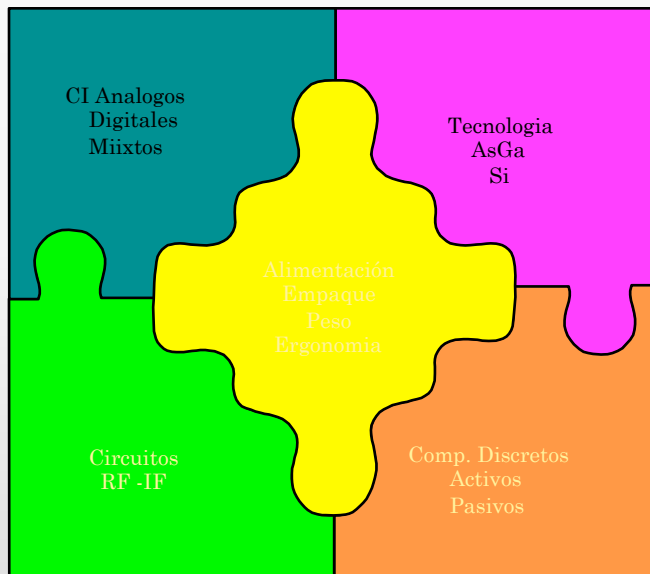 CI Analogos
Digitales
Miixtos
Tecnologia
AsGa
Si
Alimentación
Empaque
Peso
Ergonomia
Circuitos
RF -IF
Comp. Discretos
Activos
Pasivos